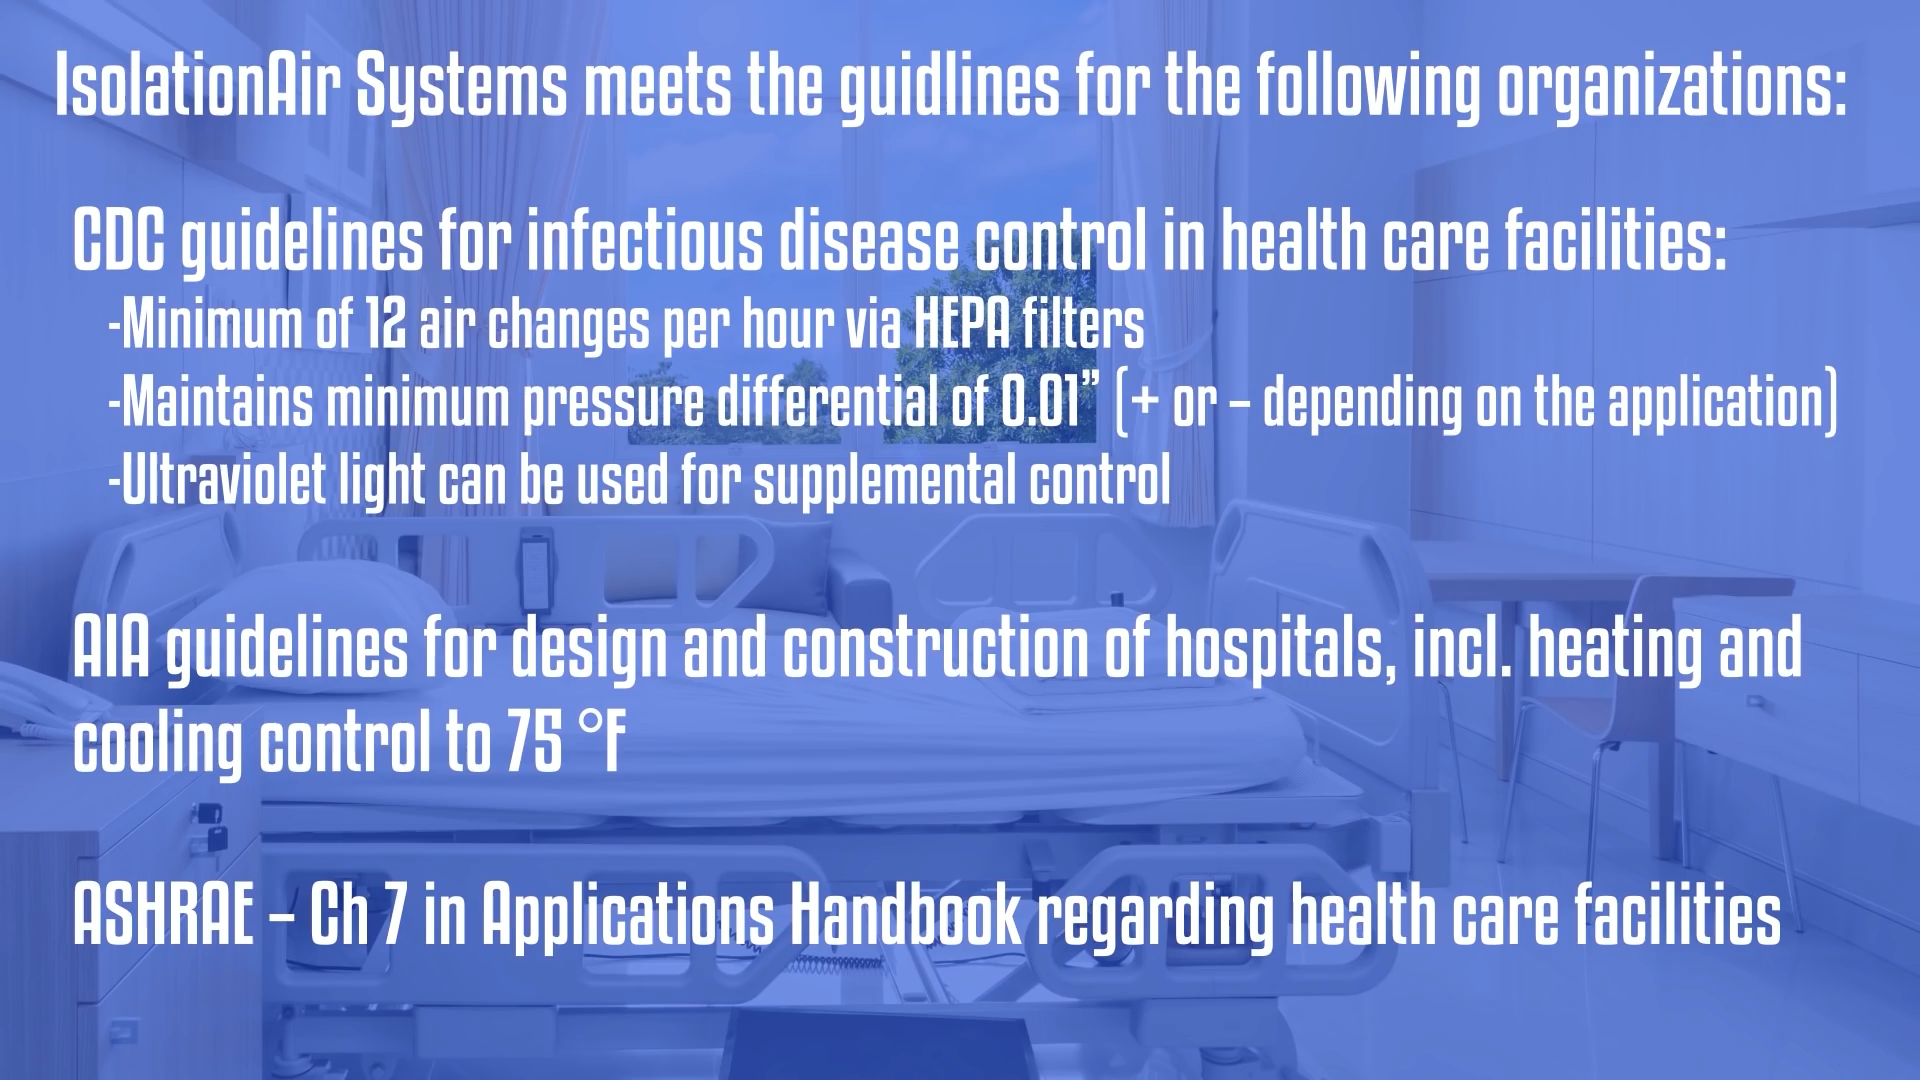 IsolationAir Systems meets the guidlines for the following organizations:
CDC guidelines for infectious disease control in health care facilities:
-Minimum of 12 air changes per hour via HEPA filters
-Maintains minimum pressure differential of 0.01” (+ or – depending on the application)
-Ultraviolet light can be used for supplemental control
AIA guidelines for design and construction of hospitals, incl. heating and
cooling control to 75 °F
ASHRAE – Ch 7 in Applications Handbook regarding health care facilities